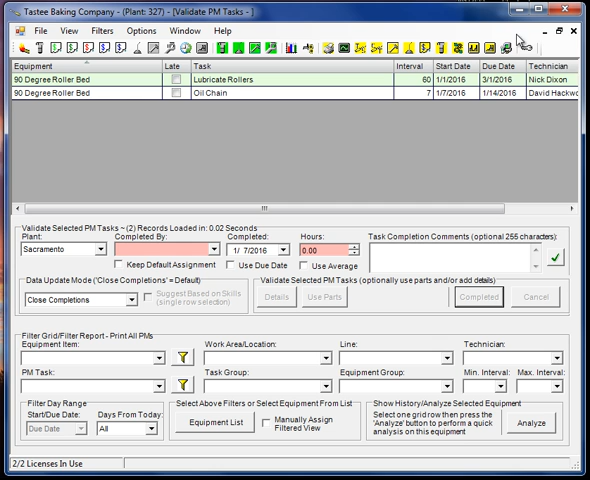 Tastee Baking Company - (Plant: 327) - [Validate PM Tasks - ]
File View Filters Options Window Help
Equipment Late Task Interval Start Date Due Date Technician
90 Degree Roller Bed Lubricate Rollers 60 1/1/2016 3/1/2016 Nick Dixon
90 Degree Roller Bed Oil Chain 7 1/7/2016 1/14/2016 David Hackwo
Validate Selected PM Tasks ~ (2) Records Loaded in: 0.02 Seconds
Plant: Completed By: Completed: Hours: Task Completion Comments (optional 255 characters):
Sacramento 1/ 7/2016 0.00
Keep Default Assignment Use Due Date Use Average
Data Update Mode ('Close Completions' = Default) Validate Selected PM Tasks (optionally use parts and/or add details)
Close Completions Suggest Based on Skills (single row selection) Details Use Parts Completed Cancel
Filter Grid/Filter Report - Print All PMs
Equipment Item: Work Area/Location: Line: Technician:
PM Task: Task Group: Equipment Group: Min. Interval: Max. Interval:
Filter Day Range Select Above Filters or Select Equipment From List Show History/Analyze Selected Equipment
Start/Due Date: Days From Today: Equipment List Manually Assign Filtered View Select one grid row then press the 'Analyze' button to perform a quick analysis on this equipment Analyze
Due Date All
2/2 Licenses In Use